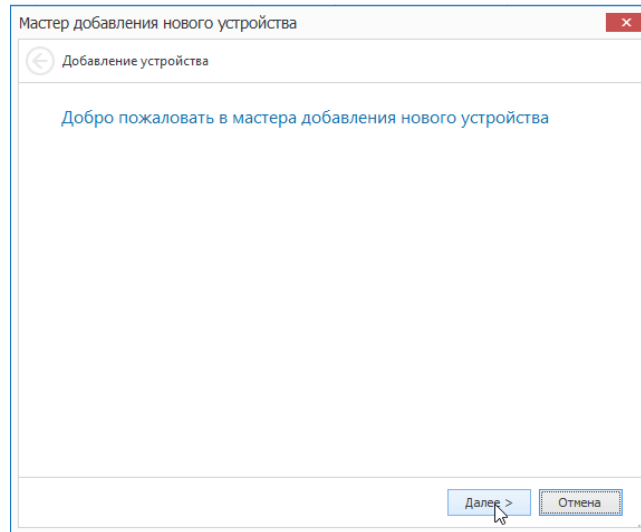 Мастер добавления нового устройства
Добавление устройства
Добро пожаловать в мастера добавления нового устройства
Далее >
Отмена